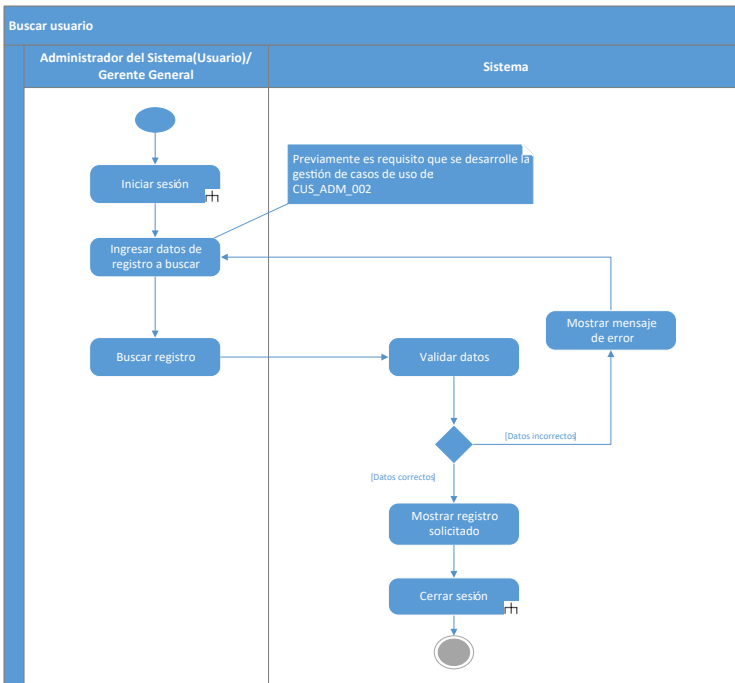 Buscar usuario
Administrador del Sistema(Usuario)/
Gerente General
Sistema
Previamente es requisito que se desarrolle la
gestión de casos de uso de
CUS_ADM_002
Iniciar sesión
Ingresar datos de
registro a buscar
Mostrar mensaje
de error
Buscar registro
Validar datos
[Datos incorrectos]
[Datos correctos]
Mostrar registro
solicitado
Cerrar sesión